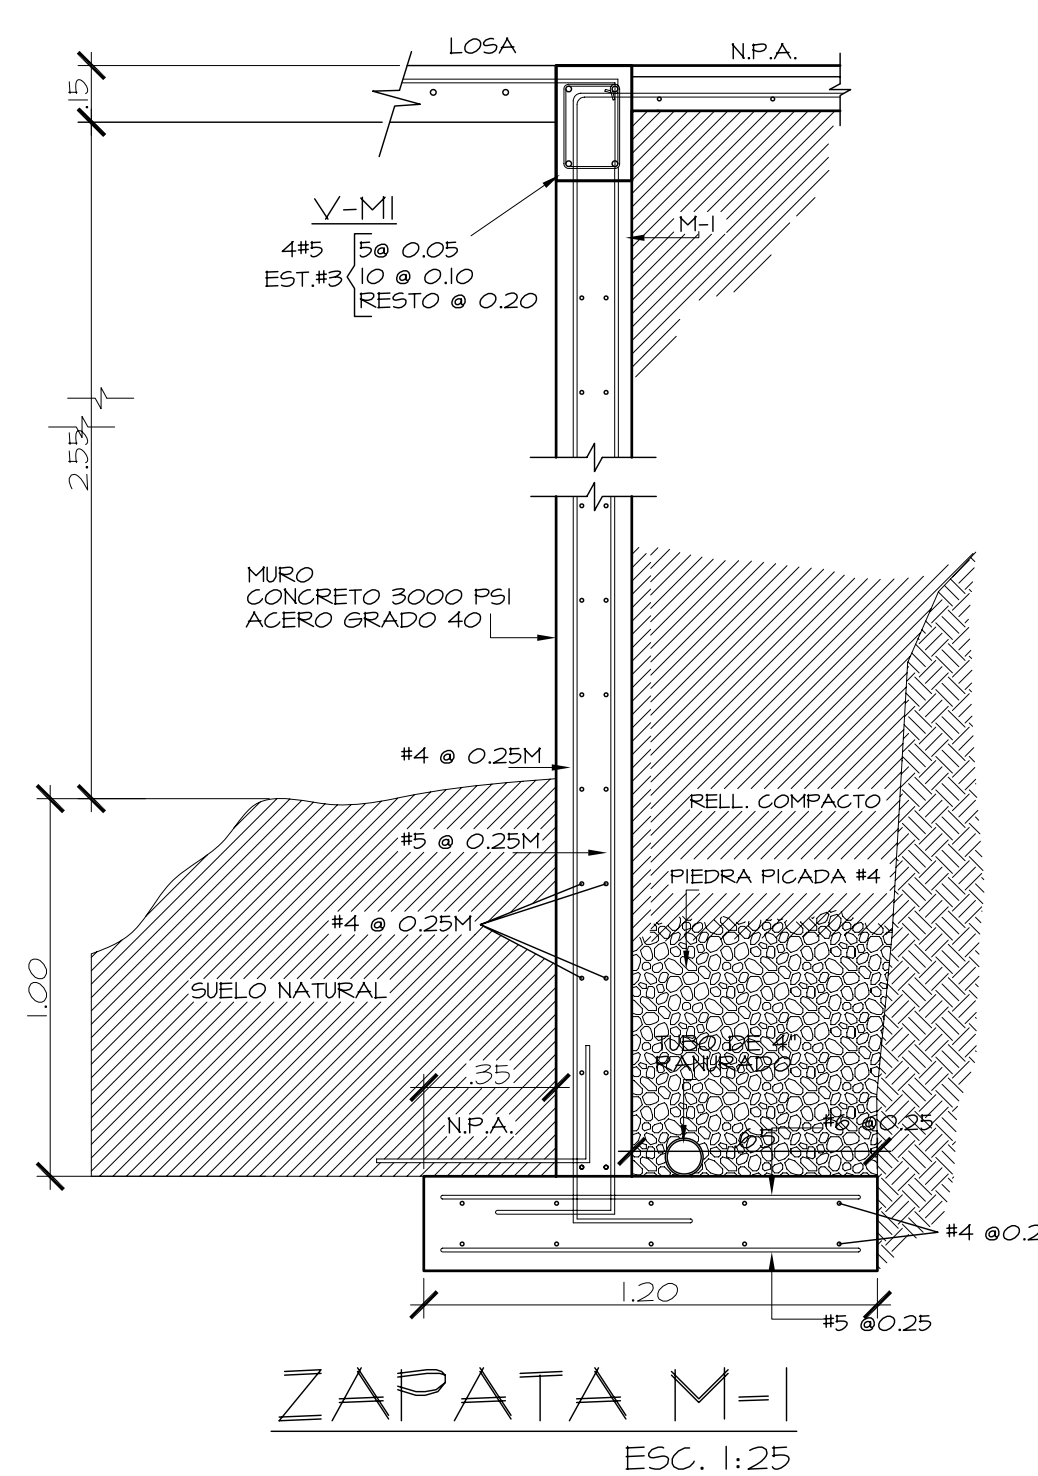 LOSA
N.P.A.
.15
V-M1
4#5
5@ 0.05
EST.#3
10 @ 0.10
RESTO @ 0.20
M-1
2.55
MURO
CONCRETO 3000 PSI
ACERO GRADO 40
#4 @ 0.25M
RELL. COMPACTO
#5 @ 0.25M
PIEDRA PICADA #4
#4 @ 0.25M
1.00
SUELO NATURAL
TUBO DE 4"
RANURADO
.35
N.P.A.
#6 @0.25
.65
#4 @0.2
1.20
#5 @0.25
ZAPATA M-1
ESC. 1:25